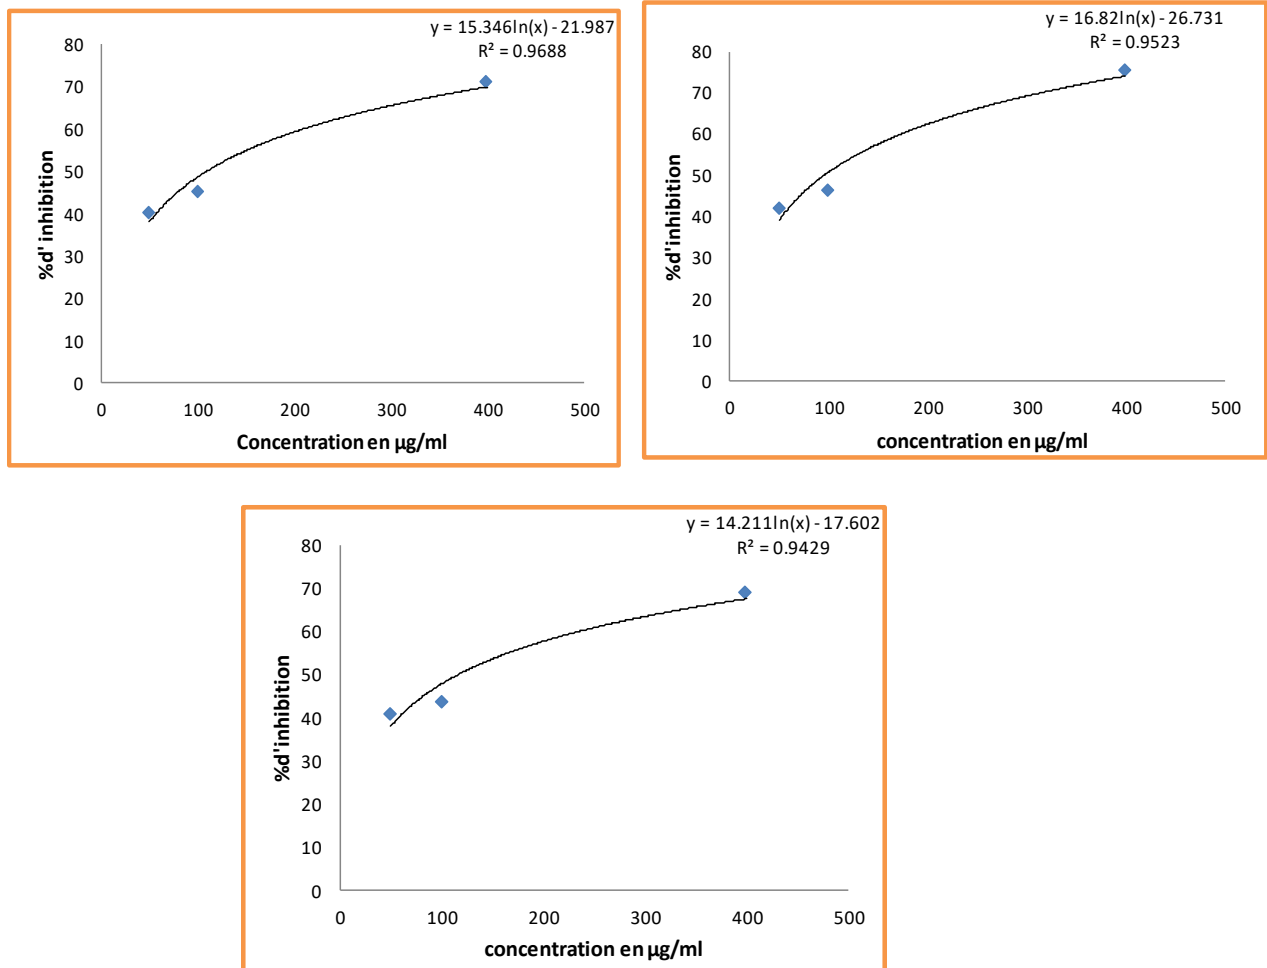 y = 15.346ln(x) - 21.987
R² = 0.9688
80
70
60
50
40
30
20
10
0
%d' inhibition
0 100 200 300 400 500
Concentration en µg/ml
y = 16.82ln(x) - 26.731
R² = 0.9523
80
70
60
50
40
30
20
10
0
%d'inhibition
0 100 200 300 400 500
concentration en µg/ml
y = 14.211ln(x) - 17.602
R² = 0.9429
80
70
60
50
40
30
20
10
0
%d'inhibition
0 100 200 300 400 500
concentration en µg/ml